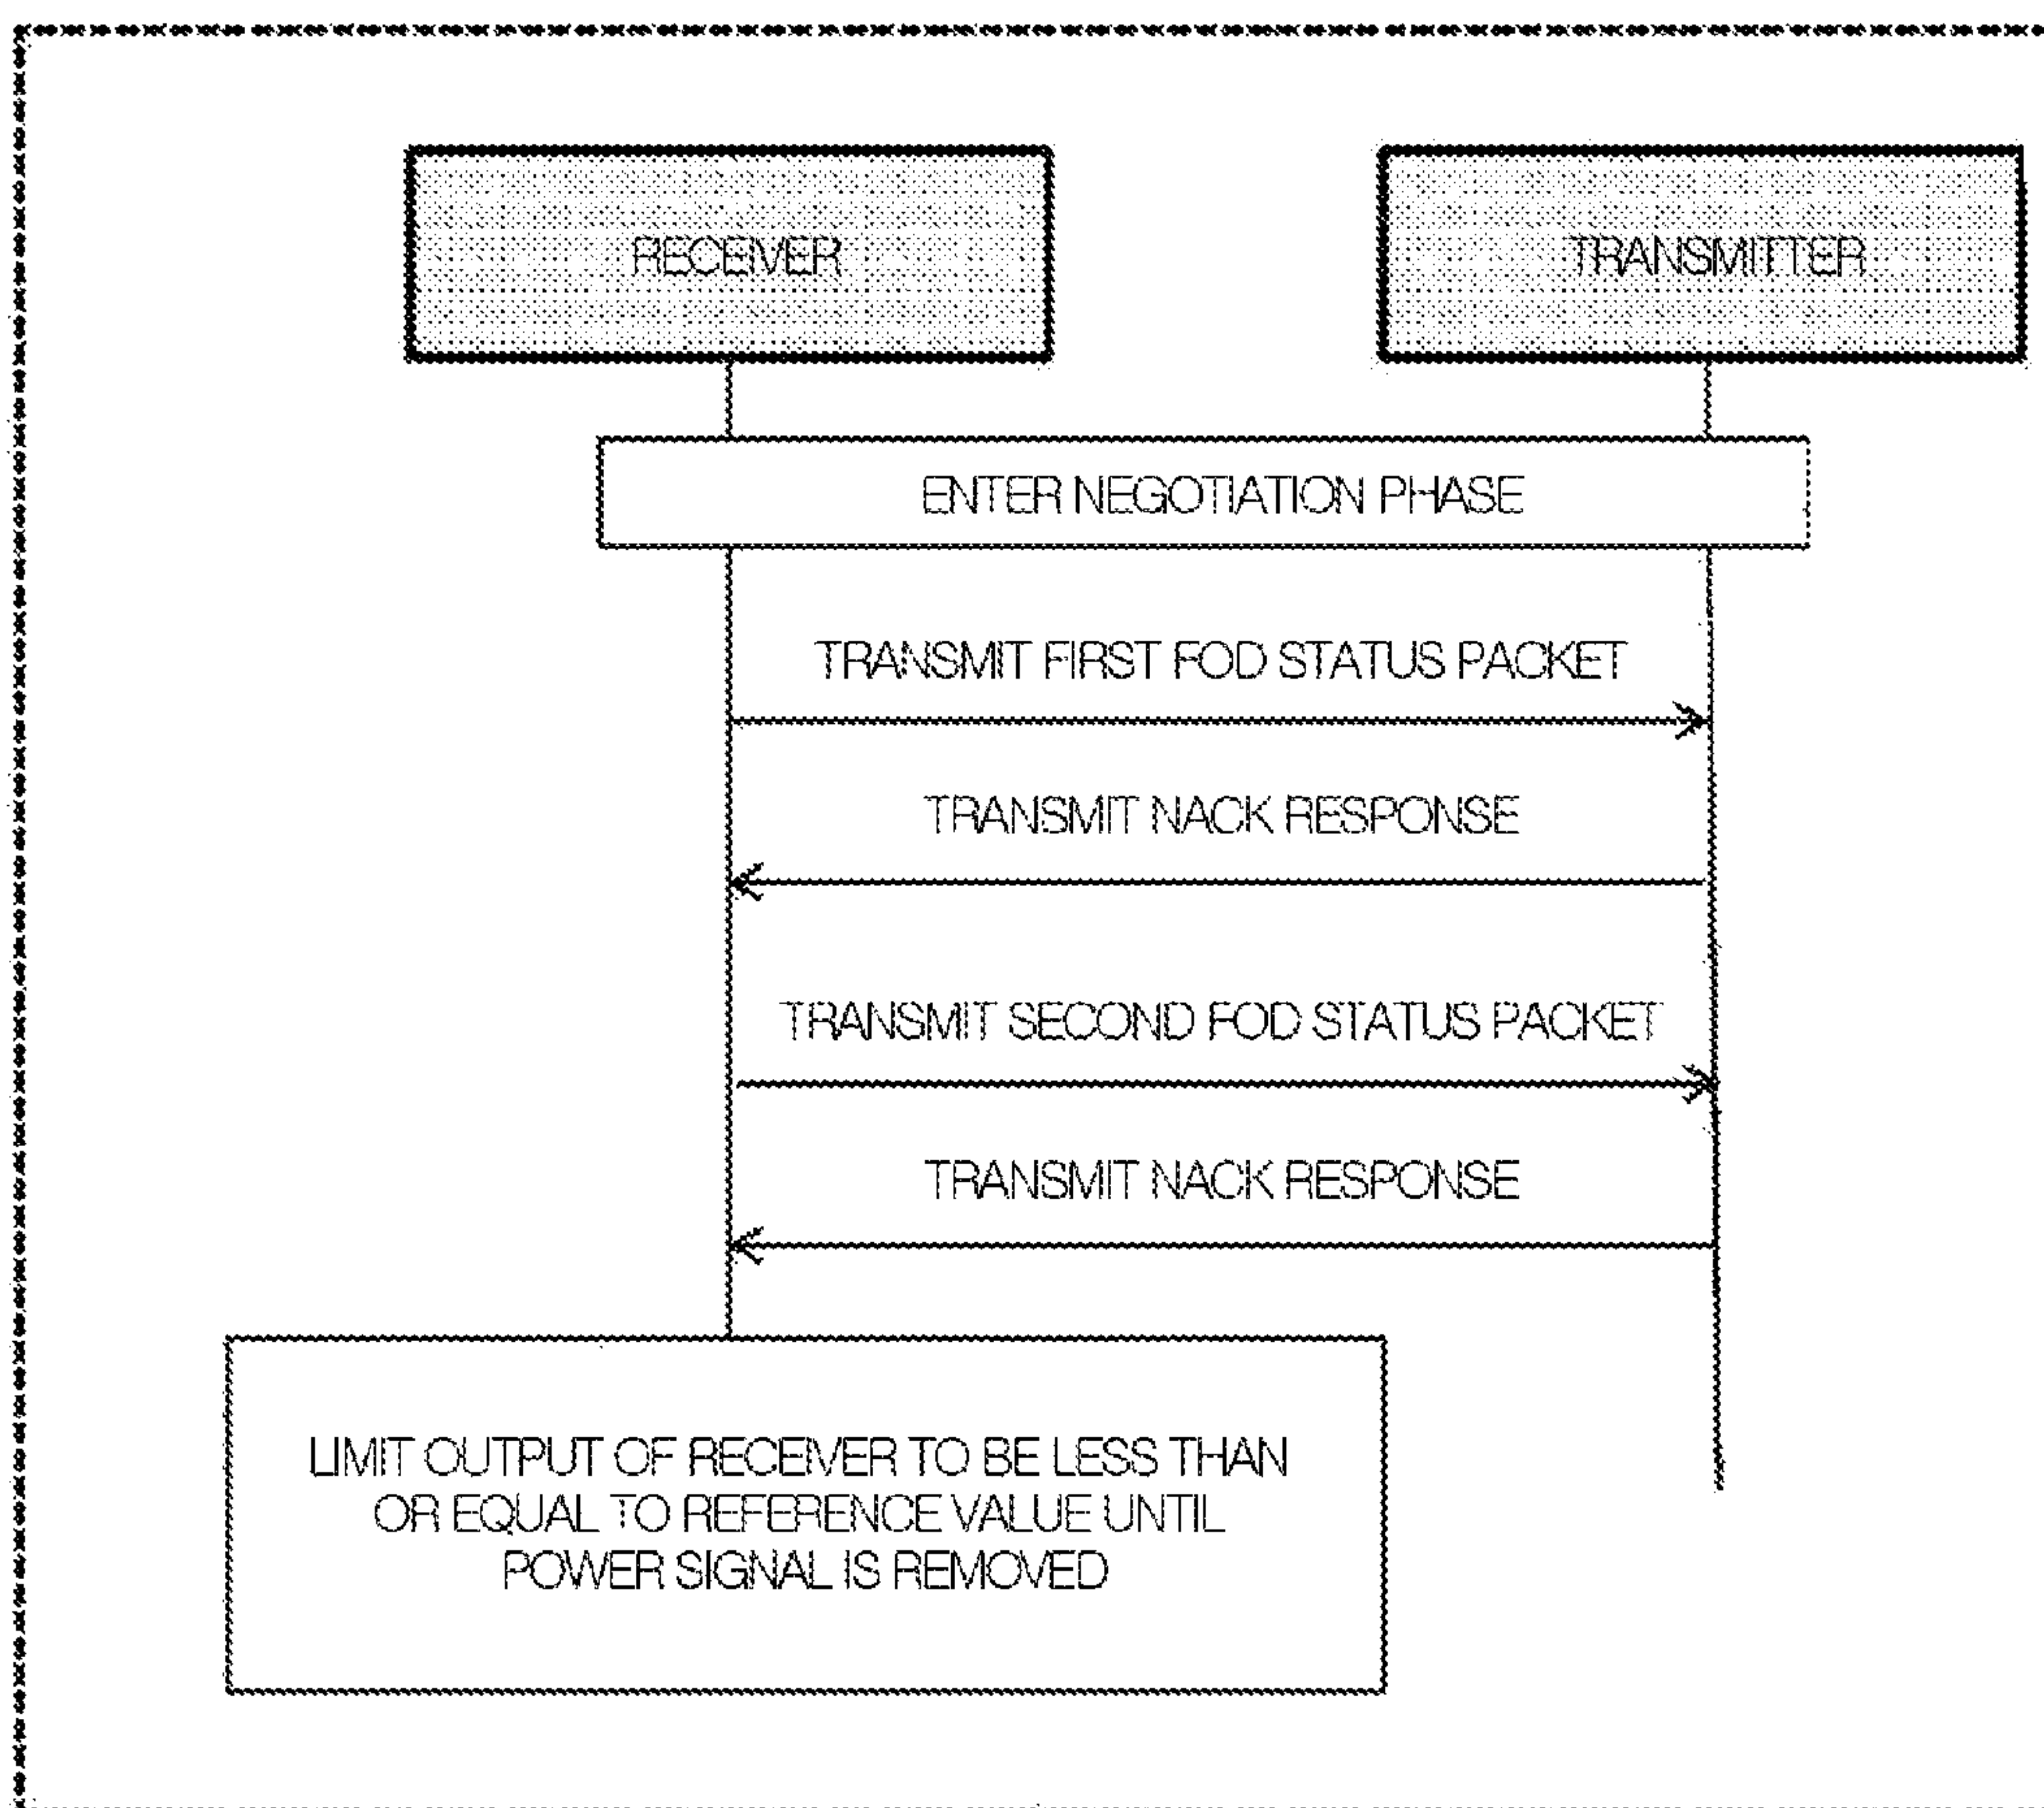 RECEIVER
TRANSMITTER
ENTER NEGOTIATION PHASE
TRANSMIT FIRST FOD STATUS PACKET
TRANSMIT NACK RESPONSE
TRANSMIT SECOND FOD STATUS PACKET
TRANSMIT NACK RESPONSE
LIMIT OUTPUT OF RECEIVER TO BE LESS THAN
OR EQUAL TO REFERENCE VALUE UNTIL
POWER SIGNAL IS REMOVED